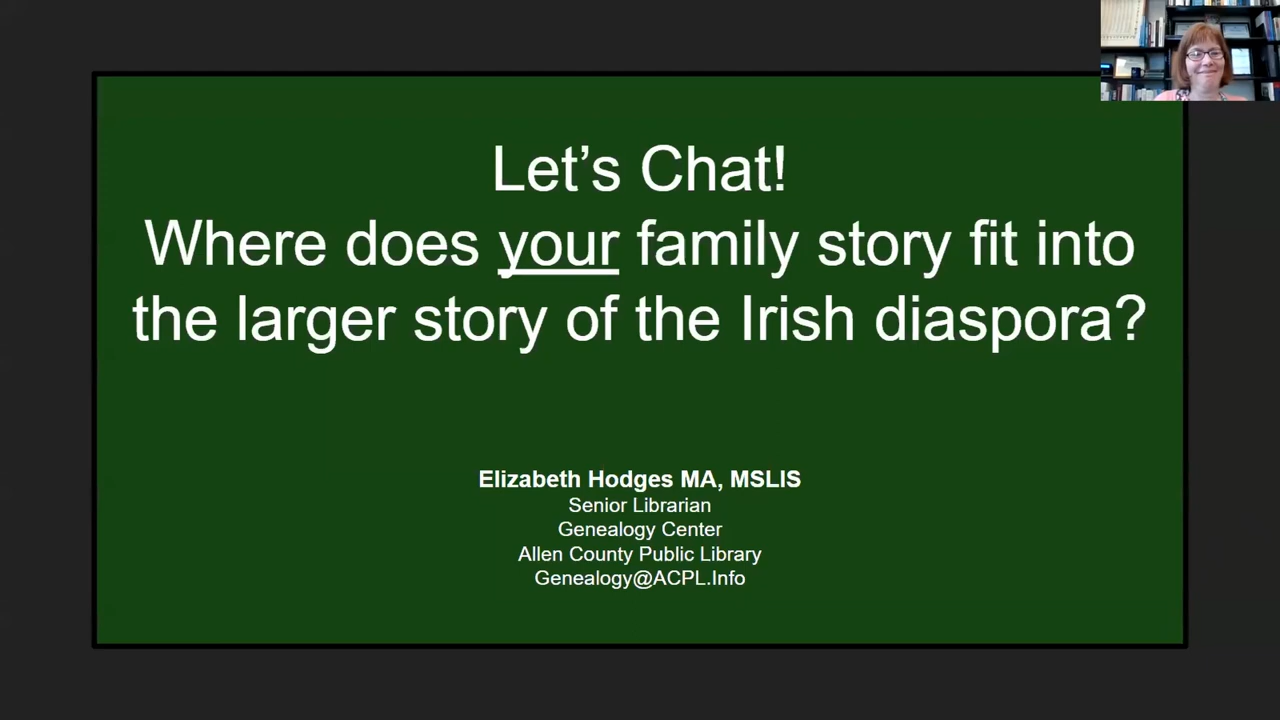 Let's Chat!
Where does your family story fit into
the larger story of the Irish diaspora?
Elizabeth Hodges MA, MSLIS
Senior Librarian
Genealogy Center
Allen County Public Library
Genealogy@ACPL.Info